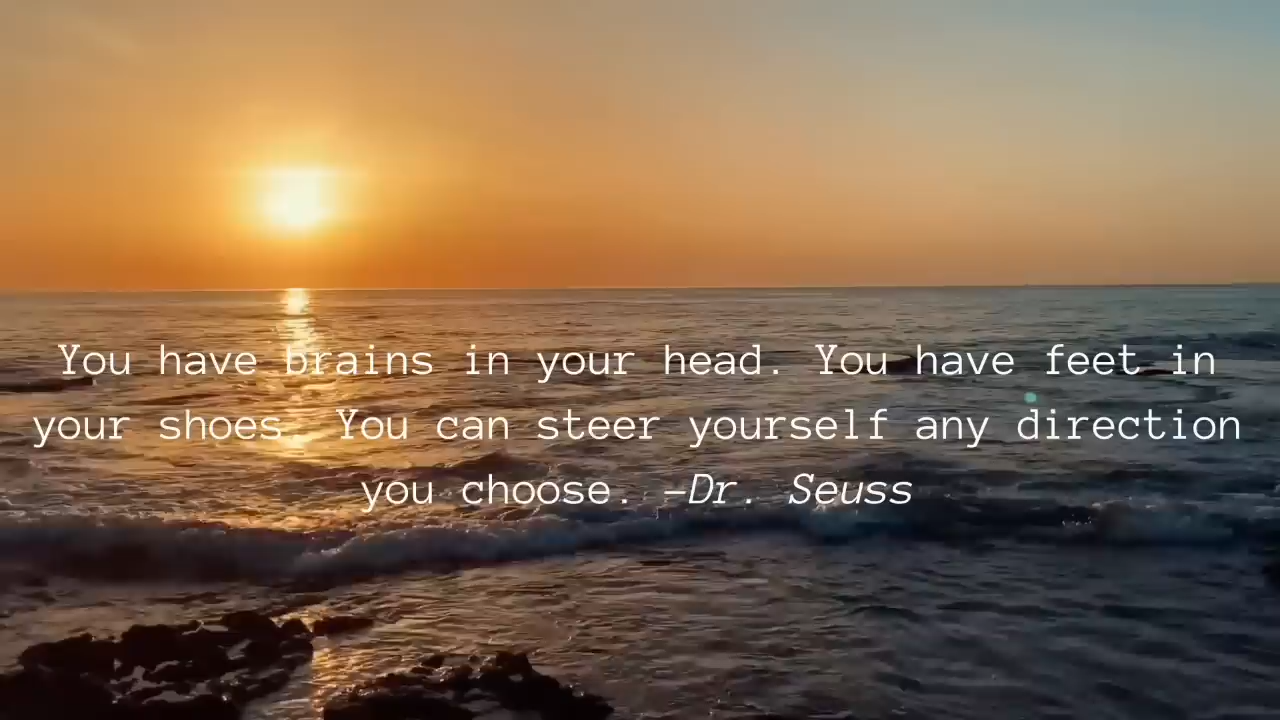 You have brains in your head. You have feet in
your shoes. You can steer yourself any direction
you choose. –Dr. Seuss